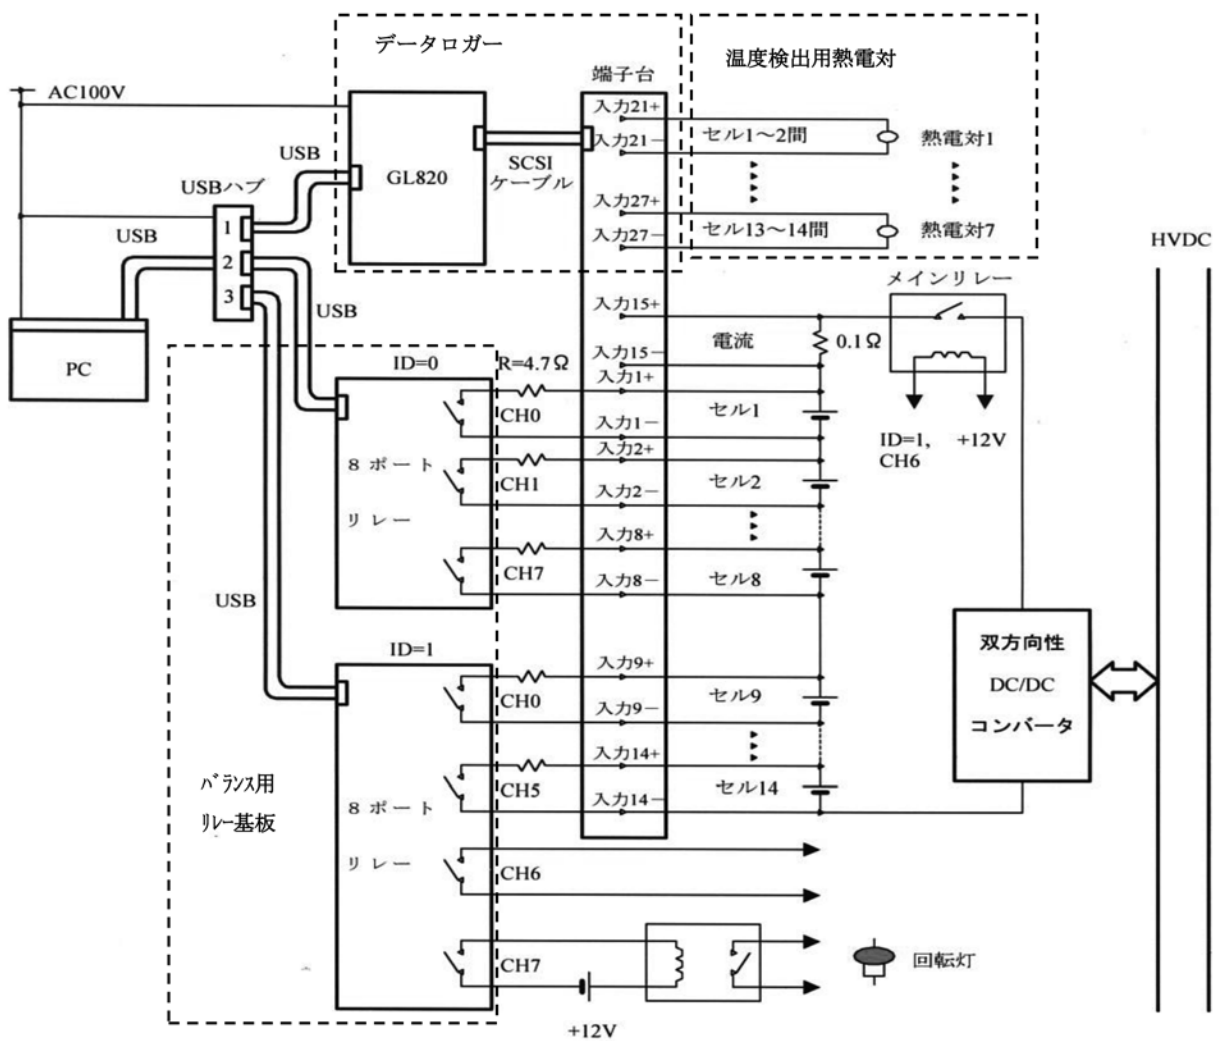 データロガー
温度検出用熱電対
端子台
AC100V
入力21+
USB
入力21−
セル1〜2間
熱電対1
SCSI
ケーブル
GL820
USBハブ
入力27+
1
USB
入力27−
セル13〜14間
熱電対7
HVDC
2
メインリレー
3
USB
入力15+
電流
0.1Ω
PC
ID=0
R=4.7Ω
入力15−
入力1+
CH0
セル1
入力1−
ID=1,
CH6
+12V
入力2+
8ポート
CH1
セル2
入力2−
リレー
入力8+
CH7
セル8
入力8−
USB
ID=1
双方向性
DC/DC
コンバータ
入力9+
CH0
セル9
入力9−
入力14+
バランス用
リレー基板
CH5
セル14
入力14−
8ポート
リレー
CH6
CH7
回転灯
+12V